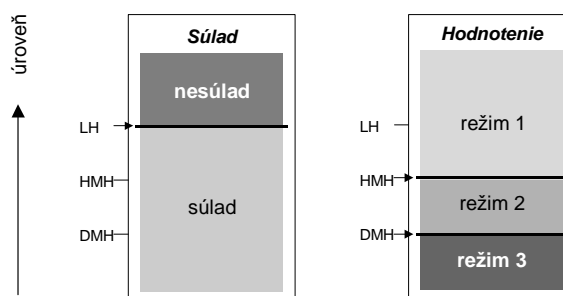 úroveň
Súlad
nesúlad
LH
HMH
súlad
DMH
Hodnotenie
LH
režim 1
HMH
režim 2
DMH
režim 3